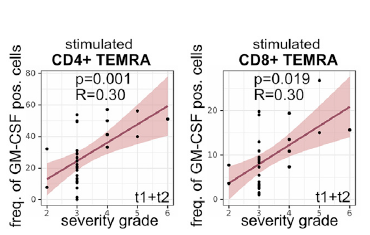 stimulated
CD4+ TEMRA
freq. of GM-CSF pos. cells
80
60
40
20
0
p=0.001
R=0.30
t1+t2
2
3
4
5
6
severity grade
stimulated
CD8+ TEMRA
freq. of GM-CSF pos. cells
20
10
0
p=0.019
R=0.30
t1+t2
2
3
4
5
6
severity grade